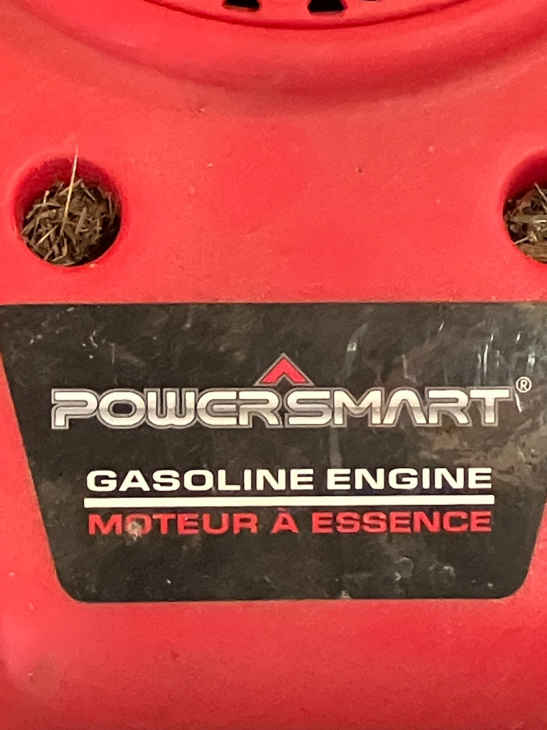 POWERSMART®
GASOLINE ENGINE
MOTEUR À ESSENCE